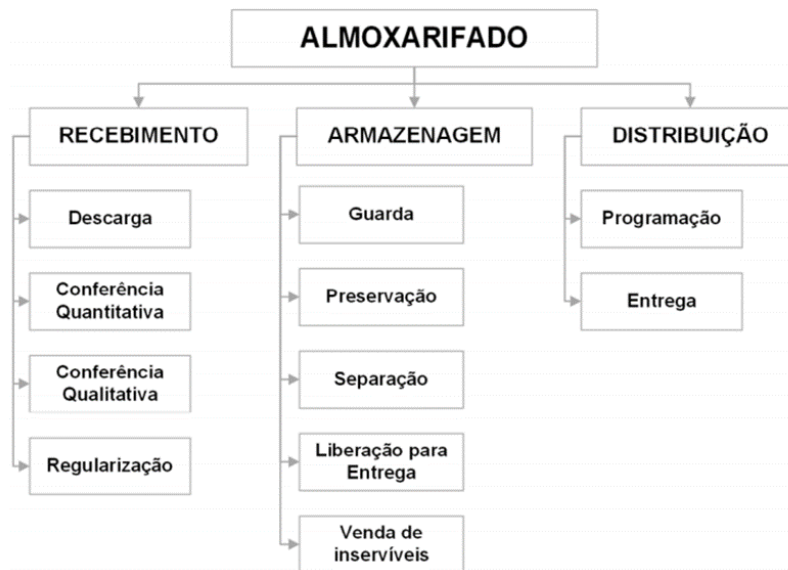 ALMOXARIFADO
RECEBIMENTO
Descarga
Conferência
Quantitativa
Conferência
Qualitativa
Regularização
ARMAZENAGEM
Guarda
Preservação
Separação
Liberação para
Entrega
Venda de
inservíveis
DISTRIBUIÇÃO
Programação
Entrega